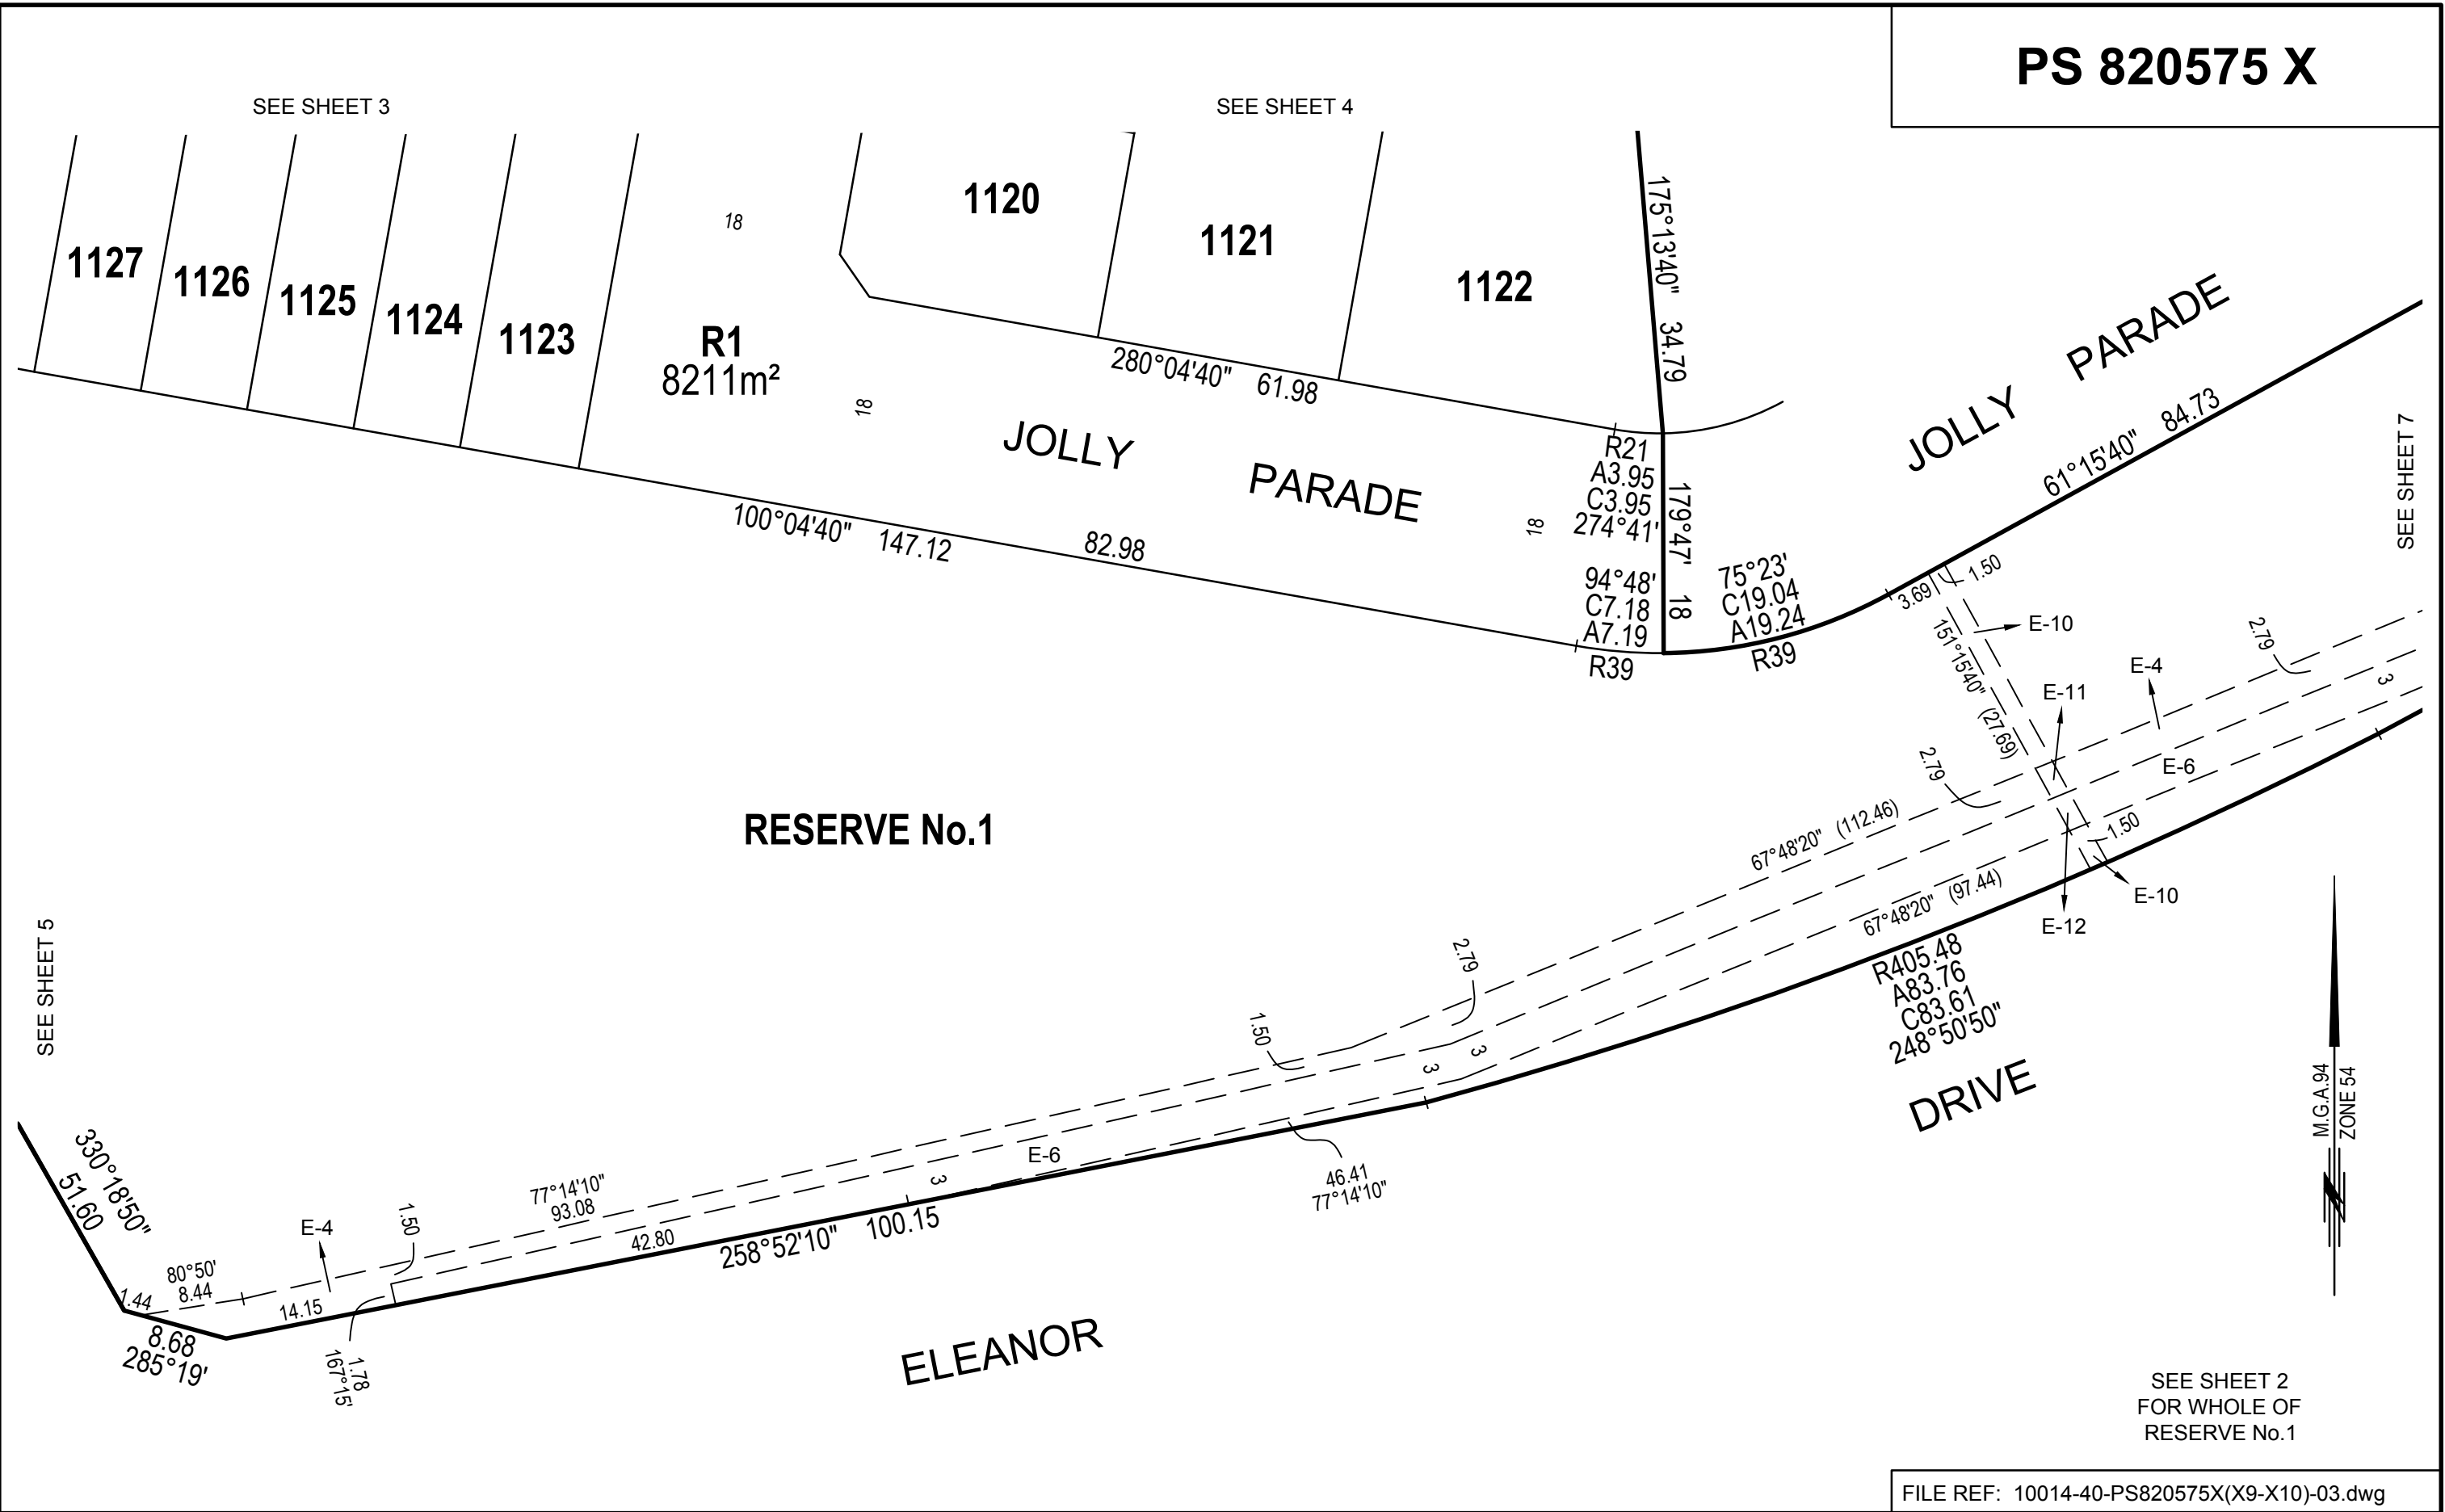 PS 820575 X
SEE SHEET 3
SEE SHEET 4
1127
1126
1125
1124
1123
18
R1
8211m²
18
1120
1121
1122
280°04'40" 61.98
175°13'40" 34.79
JOLLY PARADE
JOLLY PARADE
61°15'40" 84.73
SEE SHEET 7
R21
A3.95
C3.95
274°41'
179°47' 18
18
100°04'40" 147.12
82.98
94°48'
C7.18
A7.19
R39
75°23'
C19.04
A19.24
R39
3.69
1.50
E-10
151°15'40" (27.69)
E-11
E-4
2.79
3
E-6
2.79
1.50
E-10
E-12
67°48'20" (112.46)
67°48'20" (97.44)
RESERVE No.1
R405.48
A83.76
C83.61
248°50'50"
2.79
1.50
3
3
SEE SHEET 5
E-6
3
46.41
77°14'10"
77°14'10"
93.08
42.80
258°52'10" 100.15
1.50
E-4
330°18'50"
51.60
80°50'
8.44
1.44
14.15
8.68
285°19'
1.78
167°15'
ELEANOR
DRIVE
M.G.A.94
ZONE 54
N
SEE SHEET 2
FOR WHOLE OF
RESERVE No.1
FILE REF: 10014-40-PS820575X(X9-X10)-03.dwg